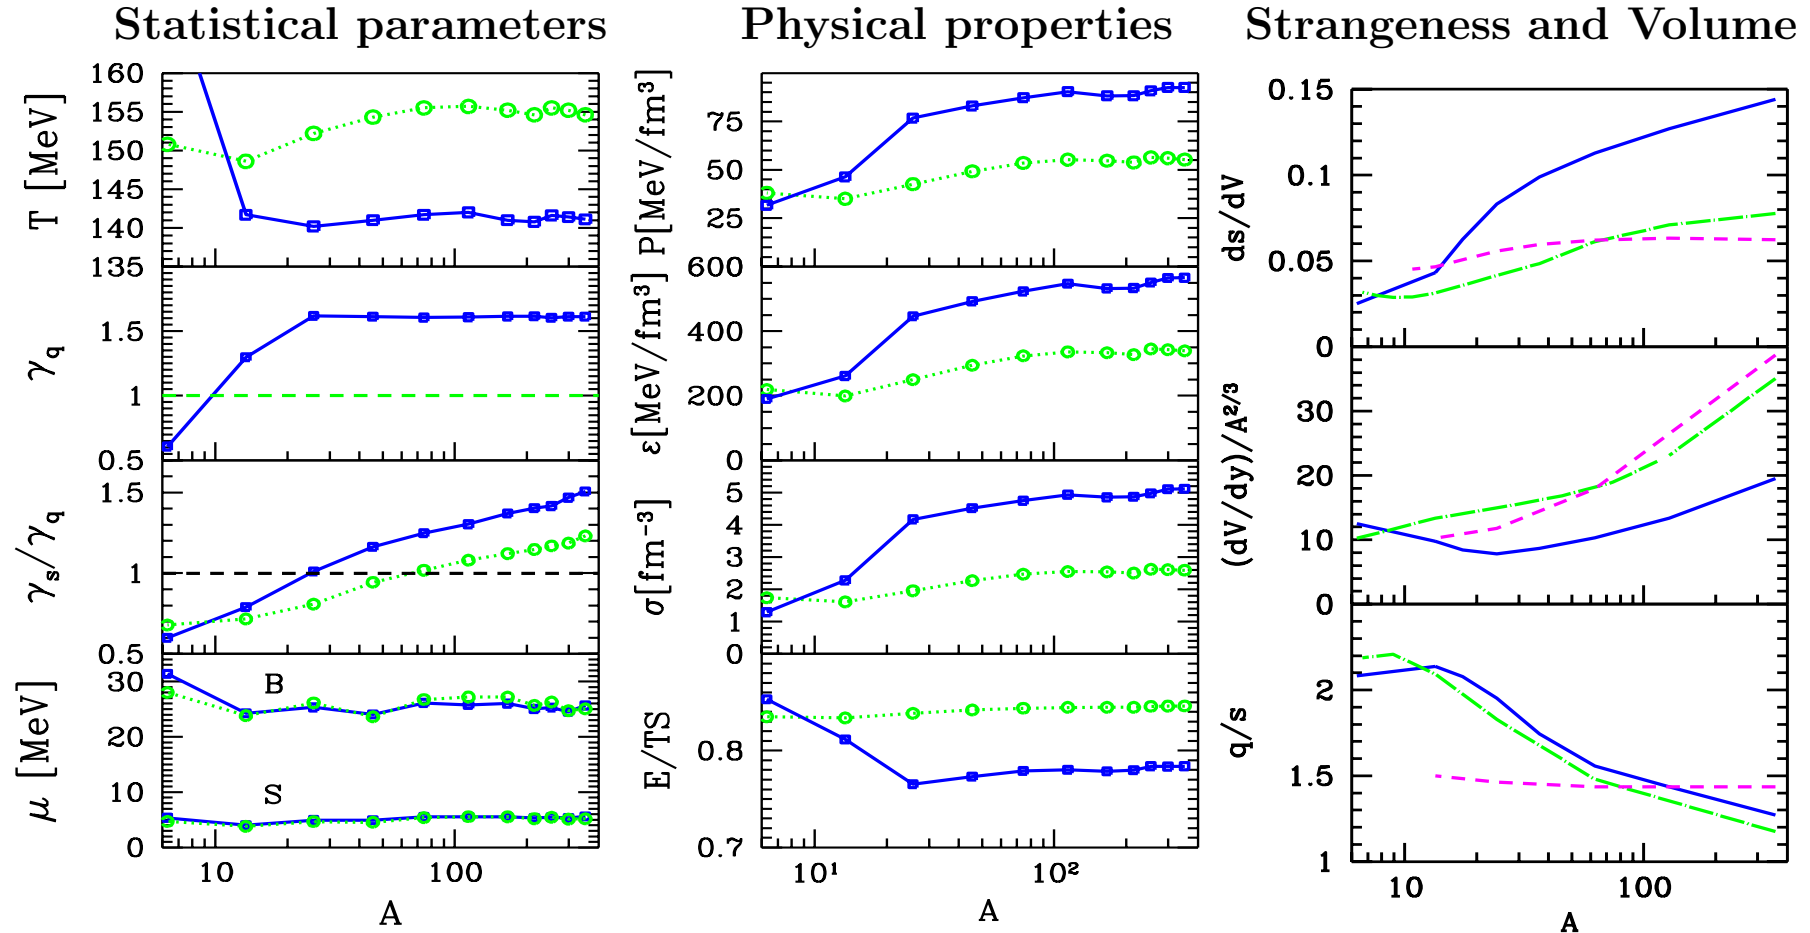 Statistical parameters
Physical properties
Strangeness and Volume
T [MeV]
160
155
150
145
140
135
γq
1.5
1
0.5
γs/γq
1.5
1
0.5
μ [MeV]
30
20
10
0
B
S
10
100
A
P[MeV/fm³]
75
50
25
600
ε[MeV/fm³]
400
200
0
σ[fm⁻³]
5
4
3
2
1
0
E/TS
0.8
0.7
10¹
10²
A
ds/dV
0.15
0.1
0.05
0
(dV/dy)/A²ᐟ³
30
20
10
0
q/s
2
1.5
1
10
100
A